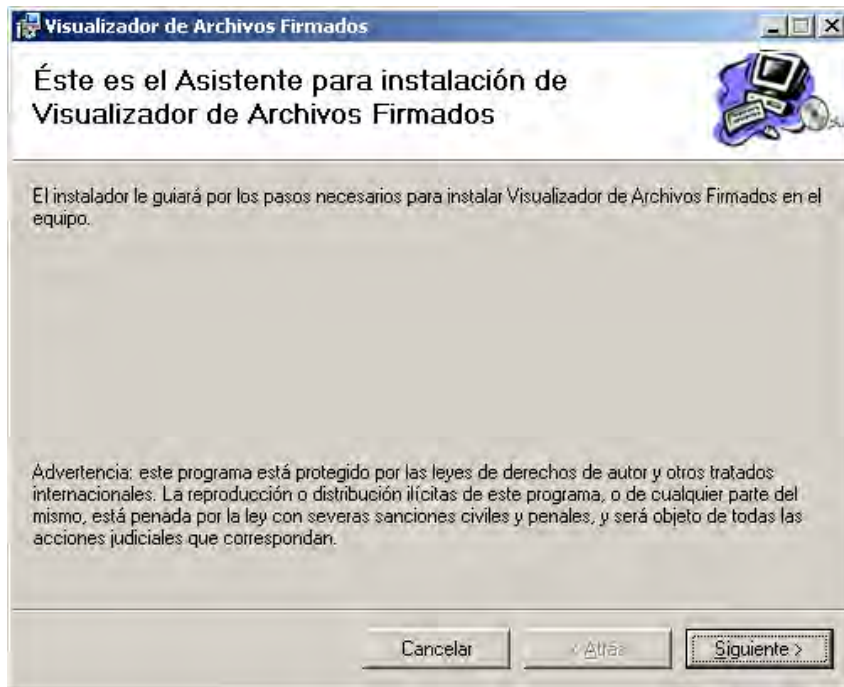 Visualizador de Archivos Firmados
Éste es el Asistente para instalación de
Visualizador de Archivos Firmados
El instalador le guiará por los pasos necesarios para instalar Visualizador de Archivos Firmados en el
equipo.
Advertencia: este programa está protegido por las leyes de derechos de autor y otros tratados
internacionales. La reproducción o distribución ilícitas de este programa, o de cualquier parte del
mismo, está penada por la ley con severas sanciones civiles y penales, y será objeto de todas las
acciones judiciales que correspondan.
Cancelar
< Atrás
Siguiente >